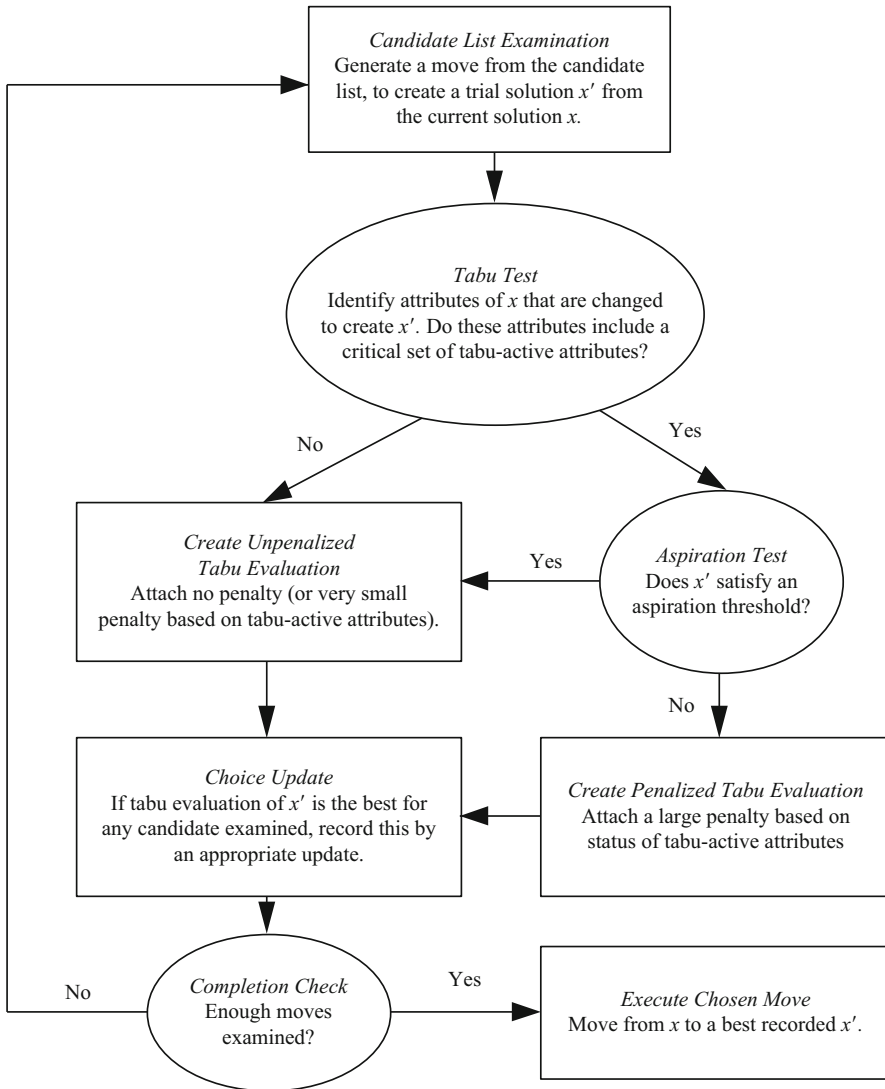 Candidate List Examination
Generate a move from the candidate
list, to create a trial solution x′ from
the current solution x.
Tabu Test
Identify attributes of x that are changed
to create x′. Do these attributes include a
critical set of tabu-active attributes?
No
Yes
Create Unpenalized
Tabu Evaluation
Attach no penalty (or very small
penalty based on tabu-active attributes).
Yes
Aspiration Test
Does x′ satisfy an
aspiration threshold?
No
Choice Update
If tabu evaluation of x′ is the best for
any candidate examined, record this by
an appropriate update.
Create Penalized Tabu Evaluation
Attach a large penalty based on
status of tabu-active attributes
No
Completion Check
Enough moves
examined?
Yes
Execute Chosen Move
Move from x to a best recorded x′.